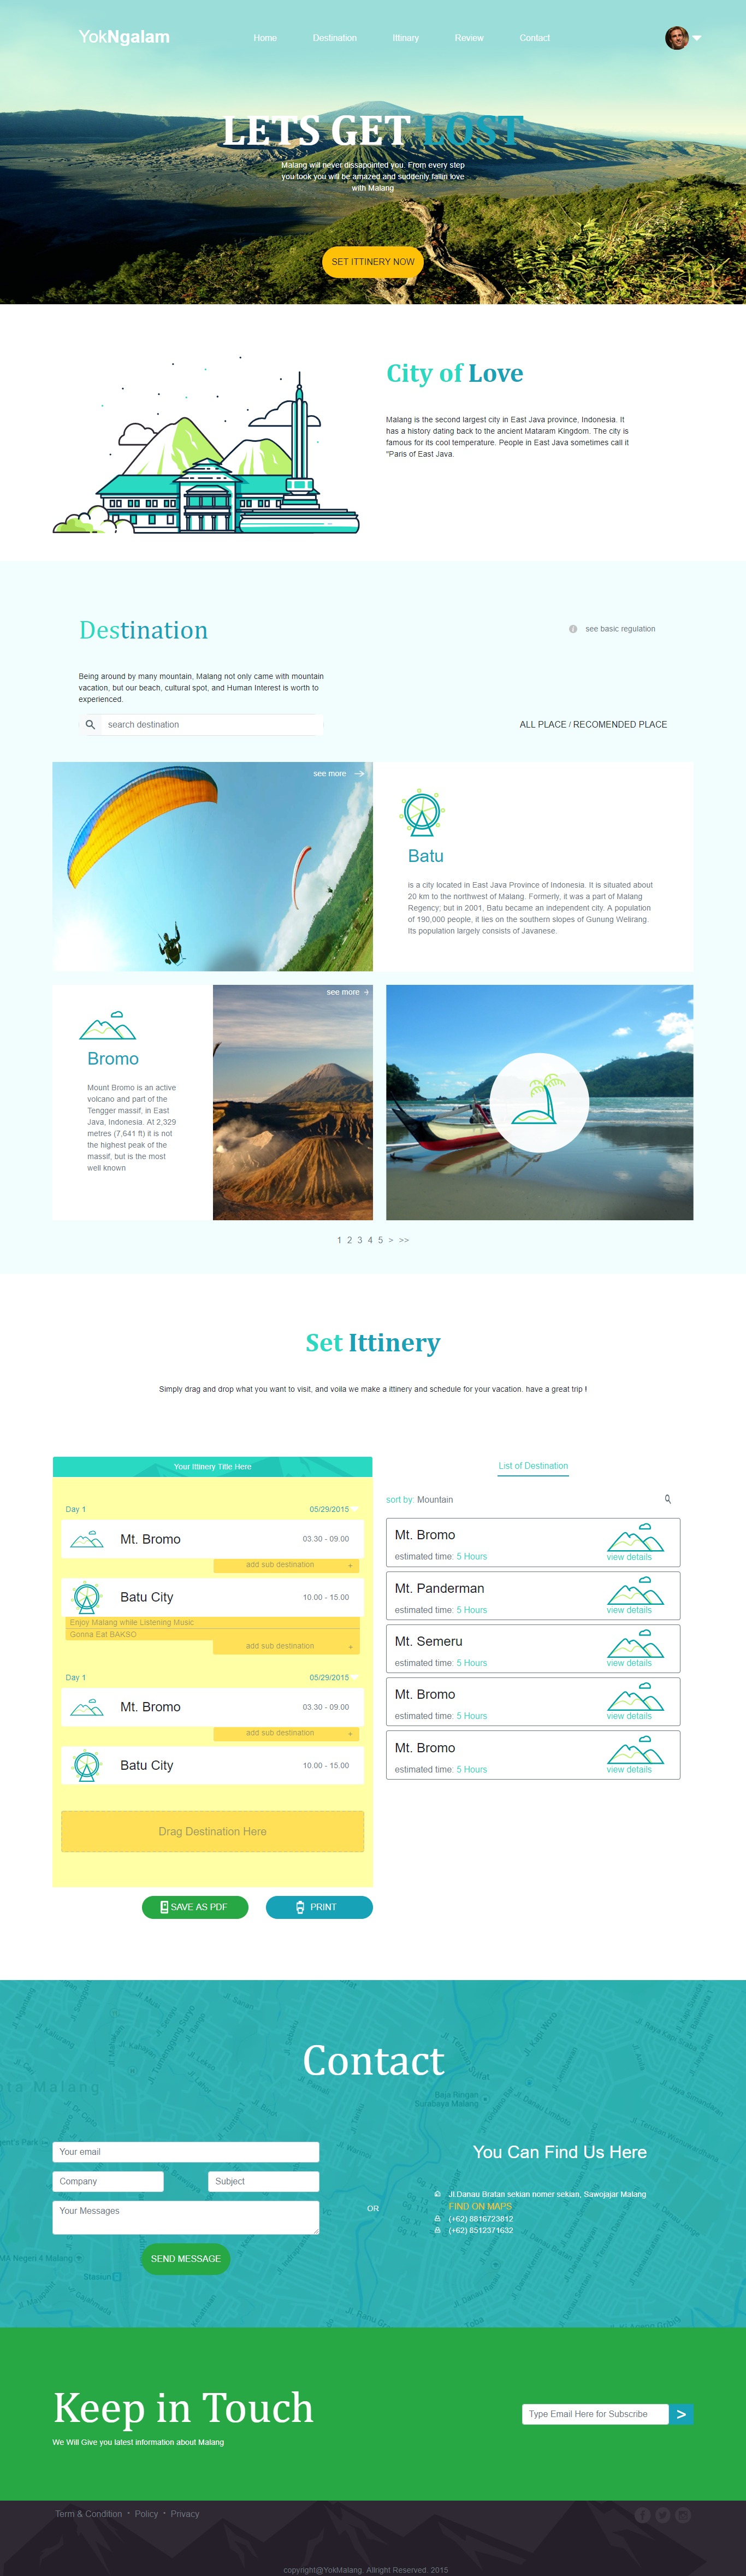 YokNgalam
Home Destination Ittinary Review Contact
LETS GET LOST
Malang will never dissapointed you. From every step
you took you will be amazed and suddenly fallin love
with Malang
SET ITTINERY NOW
City of Love
Malang is the second largest city in East Java province, Indonesia. It
has a history dating back to the ancient Mataram Kingdom. The city is
famous for its cool temperature. People in East Java sometimes call it
"Paris of East Java.
Destination
see basic regulation
Being around by many mountain, Malang not only came with mountain
vacation, but our beach, cultural spot, and Human Interest is worth to
experienced.
search destination
ALL PLACE / RECOMENDED PLACE
see more
Batu
is a city located in East Java Province of Indonesia. It is situated about
20 km to the northwest of Malang. Formerly, it was a part of Malang
Regency; but in 2001, Batu became an independent city. A population
of 190,000 people, it lies on the southern slopes of Gunung Welirang.
Its population largely consists of Javanese.
Bromo
Mount Bromo is an active
volcano and part of the
Tengger massif, in East
Java, Indonesia. At 2,329
metres (7,641 ft) it is not
the highest peak of the
massif, but is the most
well known
see more +
1 2 3 4 5 > >>
Set Ittinery
Simply drag and drop what you want to visit, and voila we make a ittinery and schedule for your vacation. have a great trip !
Your Ittinery Title Here
Day 1 05/29/2015
Mt. Bromo 03.30 - 09.00
add sub destination +
Batu City 10.00 - 15.00
Enjoy Malang while Listening Music
Gonna Eat BAKSO
add sub destination +
Day 1 05/29/2015
Mt. Bromo 03.30 - 09.00
add sub destination +
Batu City 10.00 - 15.00
Drag Destination Here
SAVE AS PDF
PRINT
List of Destination
sort by: Mountain
Mt. Bromo
estimated time: 5 Hours
view details
Mt. Panderman
estimated time: 5 Hours
view details
Mt. Semeru
estimated time: 5 Hours
view details
Mt. Bromo
estimated time: 5 Hours
view details
Mt. Bromo
estimated time: 5 Hours
view details
Contact
Your email
Company
Subject
Your Messages
SEND MESSAGE
OR
You Can Find Us Here
Jl.Danau Bratan sekian nomer sekian, Sawojajar Malang
FIND ON MAPS
(+62) 8816723812
(+62) 8512371632
Keep in Touch
We Will Give you latest information about Malang
Type Email Here for Subscribe
>
Term & Condition • Policy • Privacy
copyright@YokMalang. Allright Reserved. 2015